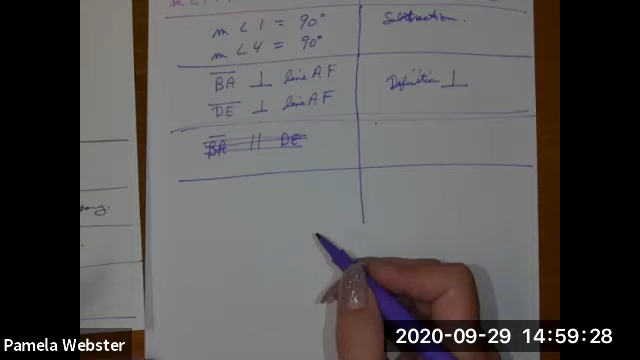 m∠1 = 90° Subtraction.
m∠4 = 90°
BA ⊥ line AF Definition ⊥
DE ⊥ line AF
BA || DE
Pamela Webster
2020-09-29 14:59:28